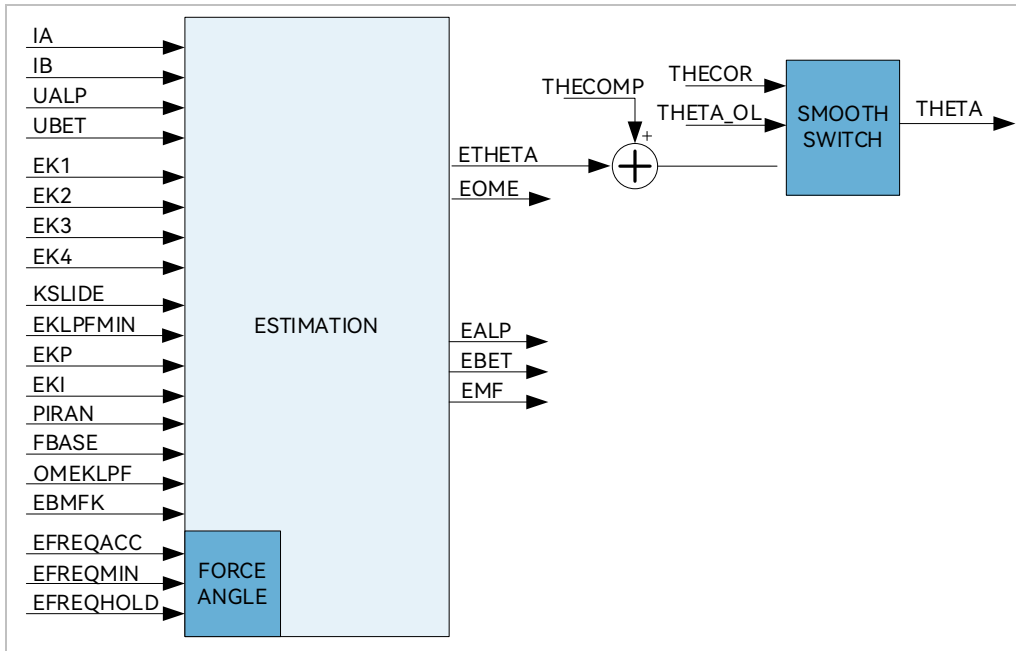 IA
IB
UALP
UBET
EK1
EK2
EK3
EK4
KSLIDE
EKLPFMIN
EKP
EKI
PIRAN
FBASE
OMEKLPF
EBMFK
EFREQACC
EFREQMIN
EFREQHOLD
FORCE
ANGLE
ESTIMATION
ETHETA
EOME
EALP
EBET
EMF
THECOMP
+
THECOR
THETA_OL
SMOOTH
SWITCH
THETA